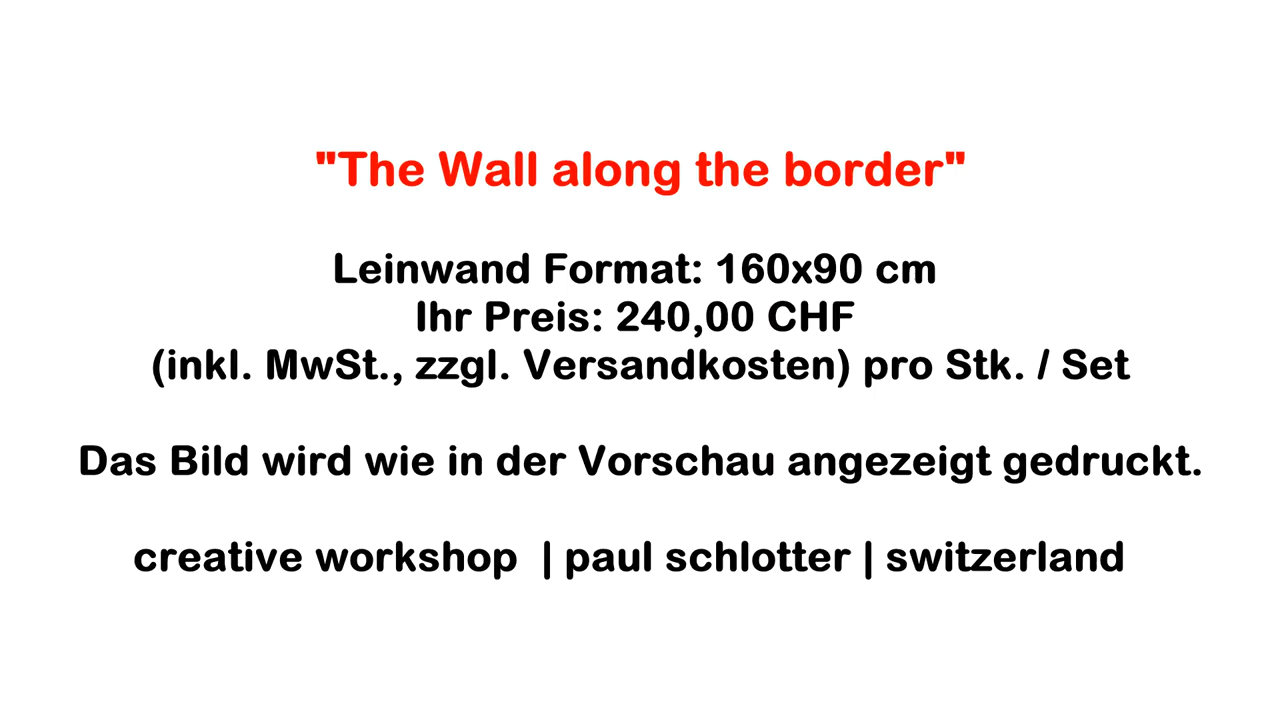 "The Wall along the border"
Leinwand Format: 160x90 cm
Ihr Preis: 240,00 CHF
(inkl. MwSt., zzgl. Versandkosten) pro Stk. / Set
Das Bild wird wie in der Vorschau angezeigt gedruckt.
creative workshop | paul schlotter | switzerland